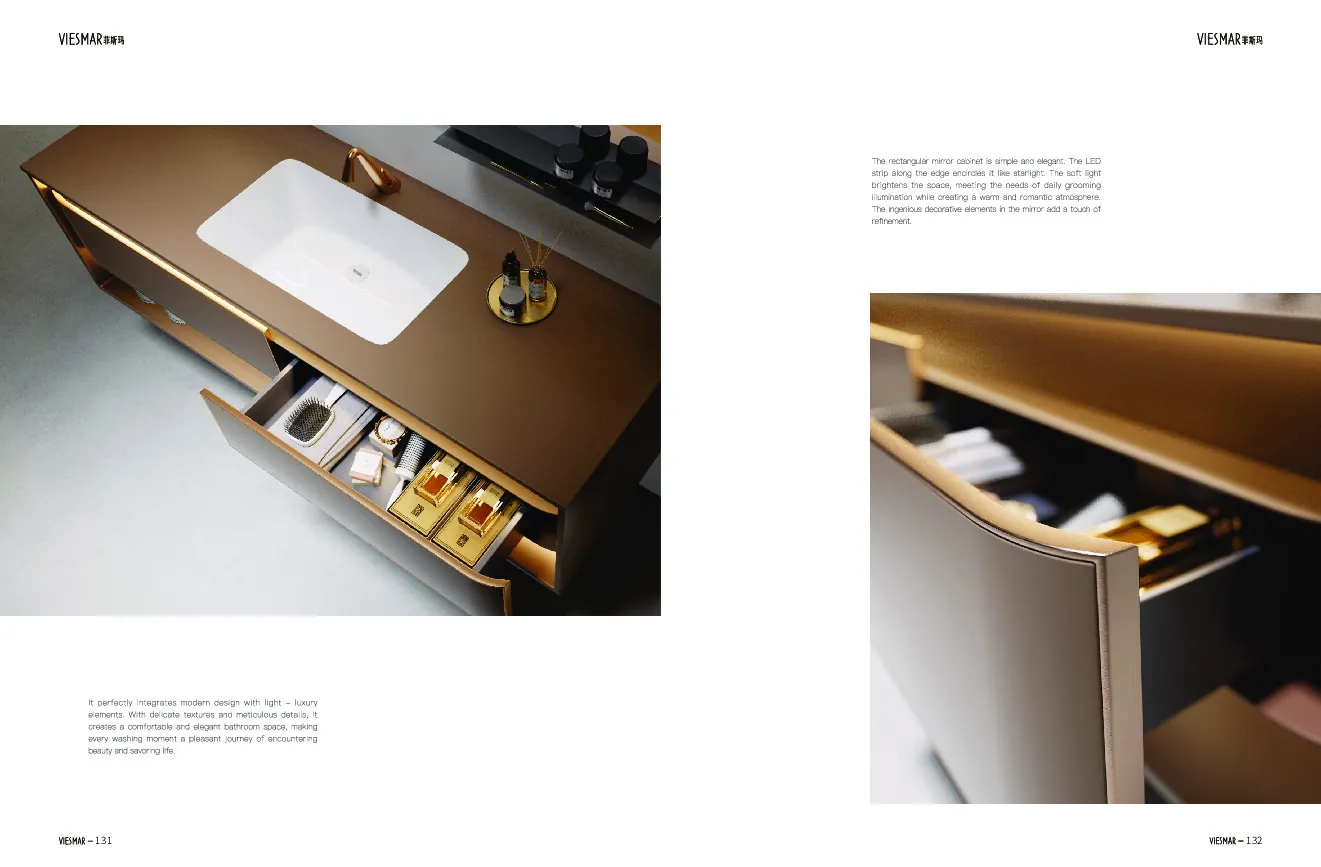 VIESMAR菲斯玛
VIESMAR菲斯玛
The rectangular mirror cabinet is simple and elegant. The LED
strip along the edge encircles it like starlight. The soft light
brightens the space, meeting the needs of daily grooming
illumination while creating a warm and romantic atmosphere.
The ingenious decorative elements in the mirror add a touch of
refinement.
It perfectly integrates modern design with light – luxury
elements. With delicate textures and meticulous details, it
creates a comfortable and elegant bathroom space, making
every washing moment a pleasant journey of encountering
beauty and savoring life.
VIESMAR — 131
VIESMAR — 132